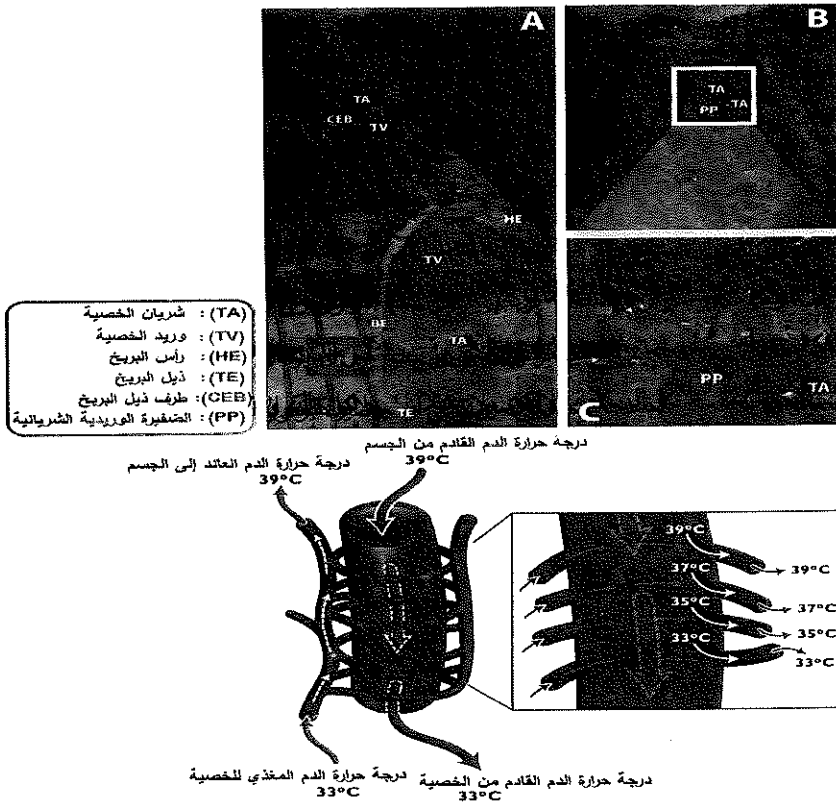 A
TA
CEB
TV
HE
TV
BE
TA
TE
B
TA
TA
PP
PP
TA
C
(TA): شريان الخصية
(TV): وريد الخصية
(HE): رأس البربخ
(TE): ذيل البربخ
(CEB): طرف ذيل البربخ
(PP): الضفيرة الوريدية الشريانية
درجة حرارة الدم القادم من الجسم
39°C
درجة حرارة الدم العائد إلى الجسم
39°C
39°C
39°C
37°C
37°C
35°C
35°C
33°C
33°C
درجة حرارة الدم المغذي للخصية
33°C
درجة حرارة الدم القادم من الخصية
33°C